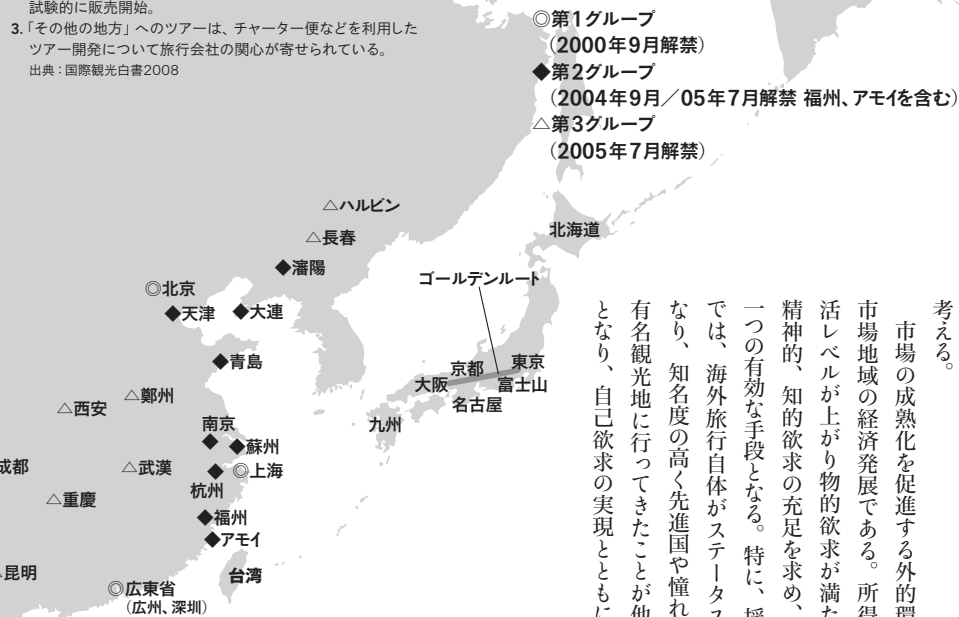 試験的に販売開始。
3.「その他の地方」へのツアーは、チャーター便などを利用した
ツアー開発について旅行会社の関心が寄せられている。
出典：国際観光白書2008
◎第1グループ
（2000年9月解禁）
◆第2グループ
（2004年9月／05年7月解禁 福州、アモイを含む）
△第3グループ
（2005年7月解禁）
△ハルビン
△長春
◆瀋陽
◎北京
◆天津
◆大連
◆青島
△鄭州
△西安
南京
◆
◆蘇州
△武漢
◆
◎上海
杭州
成都
△重慶
◆福州
◆アモイ
昆明
台湾
◎広東省
（広州、深圳）
北海道
ゴールデンルート
京都
東京
大阪
富士山
名古屋
九州
考える。
市場の成熟化を促進する外的環
市場地域の経済発展である。所得
活レベルが上がり物的欲求が満た
精神的、知的欲求の充足を求め、
一つの有効な手段となる。特に、
では、海外旅行自体がステータス
なり、知名度の高く先進国や憧れ
有名観光地に行ってきたことが他
となり、自己欲求の実現とともに